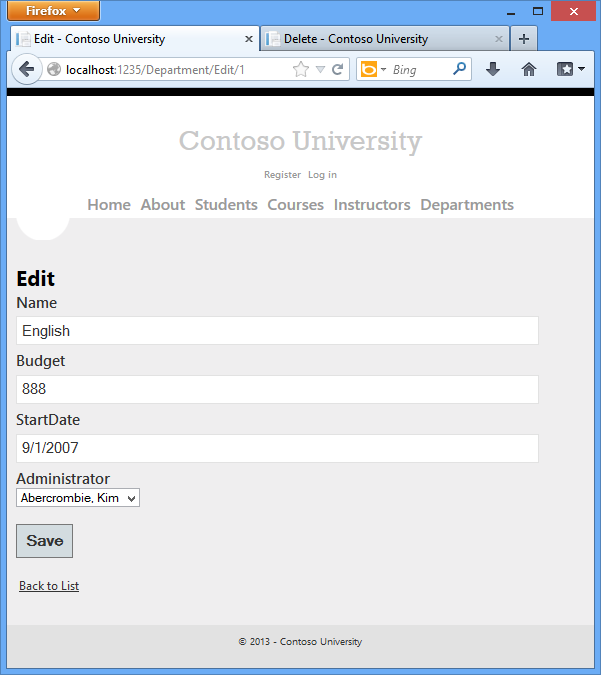 Firefox
Edit - Contoso University
Delete - Contoso University
localhost:1235/Department/Edit/1
Bing
Contoso University
Register Log in
Home About Students Courses Instructors Departments
Edit
Name
English
Budget
888
StartDate
9/1/2007
Administrator
Abercrombie, Kim
Save
Back to List
© 2013 - Contoso University